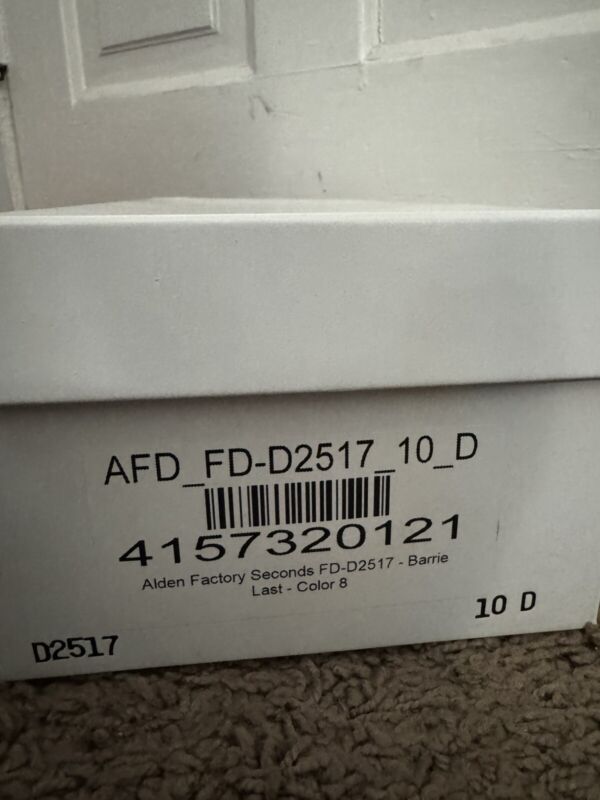 AFD_FD-D2517_10_D
4157320121
Alden Factory Seconds FD-D2517 - Barrie
Last - Color 8
10 D
D2517